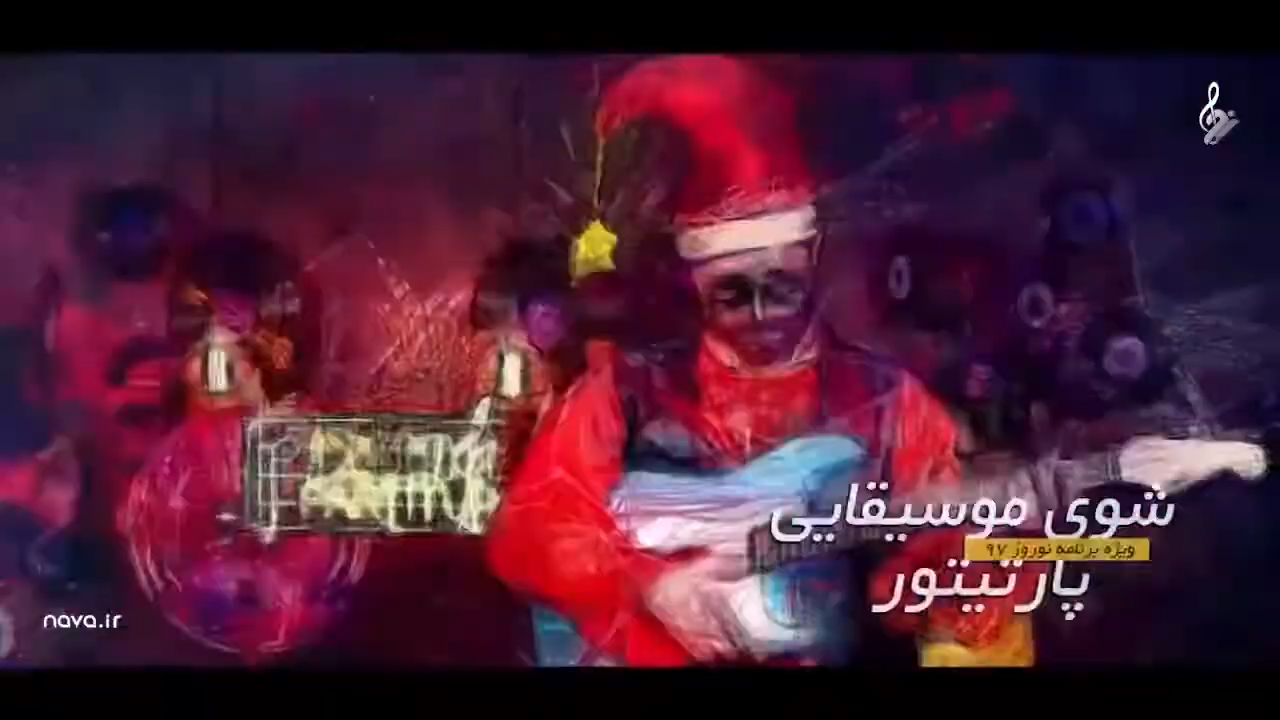 شوی موسیقایی
ویژه برنامه نوروز ۹۷
پارتیتور
nava.ir